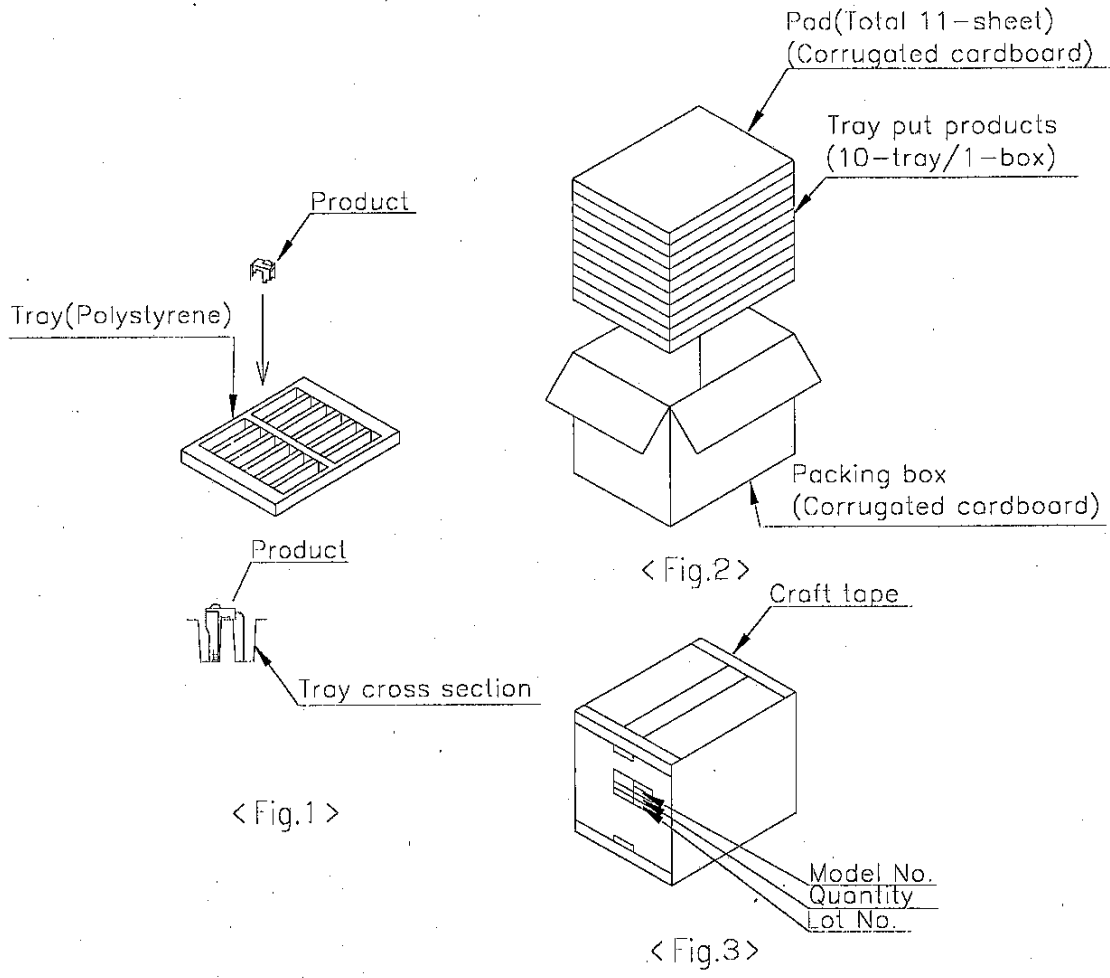 Product
Tray(Polystyrene)
Product
Tray cross section
<Fig.1>
Pad(Total 11-sheet)
(Corrugated cardboard)
Tray put products
(10-tray/1-box)
Packing box
(Corrugated cardboard)
<Fig.2>
Craft tape
Model No.
Quantity
Lot No.
<Fig.3>